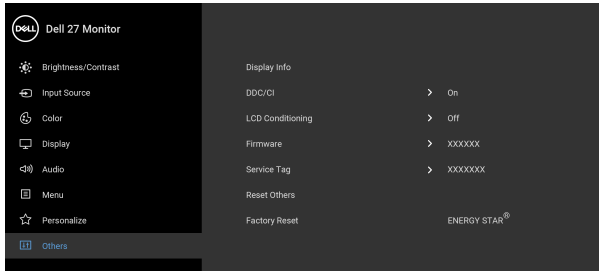 DELL Dell 27 Monitor
Brightness/Contrast
Input Source
Color
Display
Audio
Menu
Personalize
Others
Display Info
DDC/CI > On
LCD Conditioning > Off
Firmware > XXXXXX
Service Tag > XXXXXXX
Reset Others
Factory Reset ENERGY STAR®